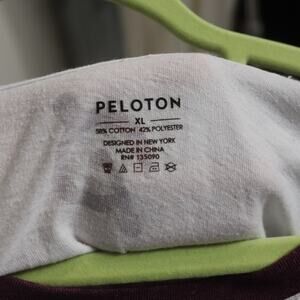 PELOTON
XL
58% COTTON 42% POLYESTER
DESIGNED IN NEW YORK
MADE IN CHINA
RN# 135090